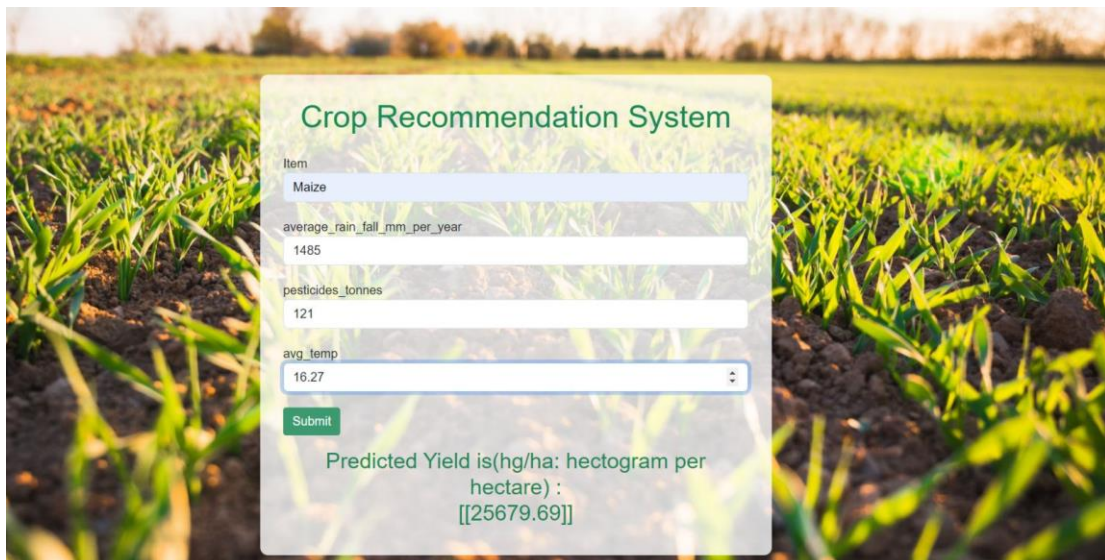 Crop Recommendation System
Item
Maize
average_rain_fall_mm_per_year
1485
pesticides_tonnes
121
avg_temp
16.27
Submit
Predicted Yield is(hg/ha: hectogram per
hectare) :
[[25679.69]]